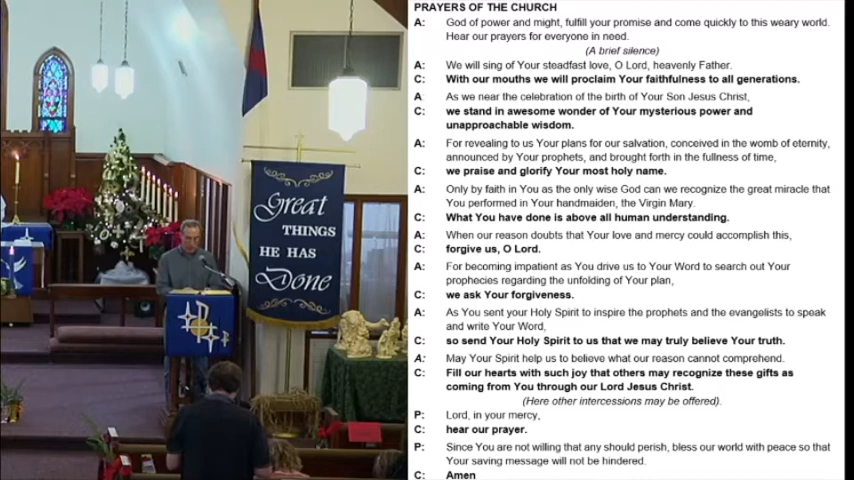 Great
THINGS
HE HAS
Done
PRAYERS OF THE CHURCH
A: God of power and might, fulfill your promise and come quickly to this weary world.
Hear our prayers for everyone in need.
(A brief silence)
A: We will sing of Your steadfast love, O Lord, heavenly Father.
C: With our mouths we will proclaim Your faithfulness to all generations.
A: As we near the celebration of the birth of Your Son Jesus Christ,
C: we stand in awesome wonder of Your mysterious power and
unapproachable wisdom.
A: For revealing to us Your plans for our salvation, conceived in the womb of eternity,
announced by Your prophets, and brought forth in the fullness of time,
C: we praise and glorify Your most holy name.
A: Only by faith in You as the only wise God can we recognize the great miracle that
You performed in Your handmaiden, the Virgin Mary.
C: What You have done is above all human understanding.
A: When our reason doubts that Your love and mercy could accomplish this,
C: forgive us, O Lord.
A: For becoming impatient as You drive us to Your Word to search out Your
prophecies regarding the unfolding of Your plan,
C: we ask Your forgiveness.
A: As You sent your Holy Spirit to inspire the prophets and the evangelists to speak
and write Your Word,
C: so send Your Holy Spirit to us that we may truly believe Your truth.
A: May Your Spirit help us to believe what our reason cannot comprehend.
C: Fill our hearts with such joy that others may recognize these gifts as
coming from You through our Lord Jesus Christ.
(Here other intercessions may be offered).
P: Lord, in your mercy,
C: hear our prayer.
P: Since You are not willing that any should perish, bless our world with peace so that
Your saving message will not be hindered.
C: Amen